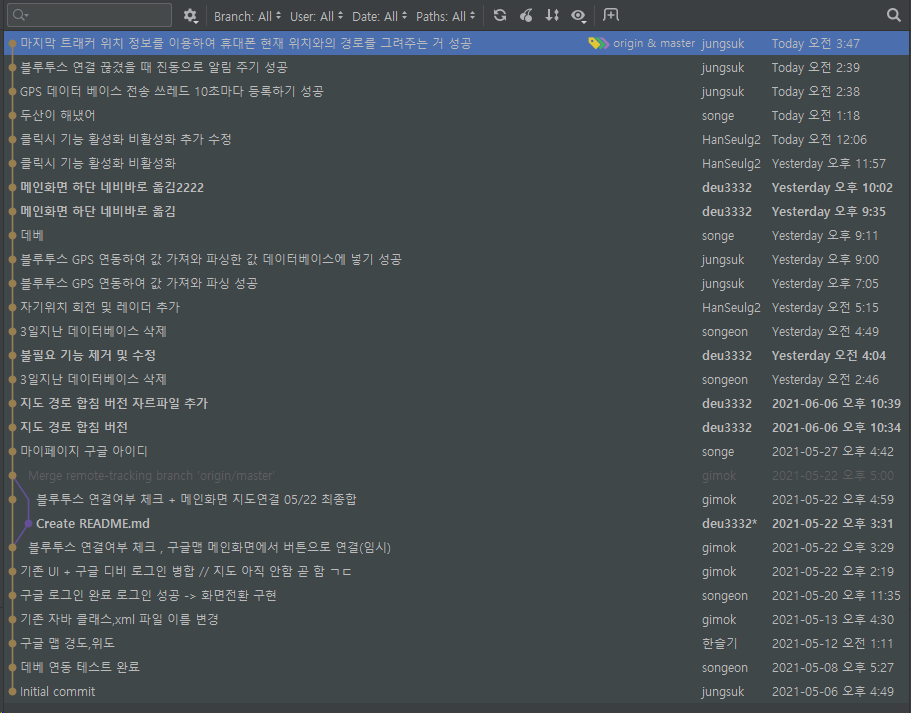 Branch: All User: All Date: All Paths: All
마지막 트래커 위치 정보를 이용하여 휴대폰 현재 위치와의 경로를 그려주는 거 성공 origin & master jungsuk Today 오전 3:47
블루투스 연결 끊겼을 때 진동으로 알림 주기 성공 jungsuk Today 오전 2:39
GPS 데이터 베이스 전송 쓰레드 10초마다 등록하기 성공 jungsuk Today 오전 2:38
두산이 해냈어 songe Today 오전 1:18
클릭시 기능 활성화 비활성화 추가 수정 HanSeulg2 Today 오전 12:06
클릭시 기능 활성화 비활성화 HanSeulg2 Yesterday 오후 11:57
메인화면 하단 네비바로 옮김2222 deu3332 Yesterday 오후 10:02
메인화면 하단 네비바로 옮김 deu3332 Yesterday 오후 9:35
데베 songe Yesterday 오후 9:11
블루투스 GPS 연동하여 값 가져와 파싱한 값 데이터베이스에 넣기 성공 jungsuk Yesterday 오후 9:00
블루투스 GPS 연동하여 값 가져와 파싱 성공 jungsuk Yesterday 오후 7:05
자기위치 회전 및 레이더 추가 HanSeulg2 Yesterday 오전 5:15
3일지난 데이터베이스 삭제 songeon Yesterday 오전 4:49
불필요 기능 제거 및 수정 deu3332 Yesterday 오전 4:04
3일지난 데이터베이스 삭제 songeon Yesterday 오전 2:46
지도 경로 합침 버전 자르파일 추가 deu3332 2021-06-06 오후 10:39
지도 경로 합침 버전 deu3332 2021-06-06 오후 10:34
마이페이지 구글 아이디 songe 2021-05-27 오후 4:42
Merge remote-tracking branch 'origin/master' gimok 2021-05-22 오후 5:00
블루투스 연결여부 체크 + 메인화면 지도연결 05/22 최종합 gimok 2021-05-22 오후 4:59
Create README.md deu3332* 2021-05-22 오후 3:31
블루투스 연결여부 체크 , 구글맵 메인화면에서 버튼으로 연결(임시) gimok 2021-05-22 오후 3:29
기존 UI + 구글 디비 로그인 병합 // 지도 아직 안함 곧 함 ㄱㄷ gimok 2021-05-22 오후 2:19
구글 로그인 완료 로그인 성공 -> 화면전환 구현 songeon 2021-05-20 오후 11:35
기존 자바 클래스,xml 파일 이름 변경 gimok 2021-05-13 오후 4:30
구글 맵 경도,위도 한슬기 2021-05-12 오전 1:11
데베 연동 테스트 완료 songeon 2021-05-08 오후 5:27
Initial commit jungsuk 2021-05-06 오후 4:49